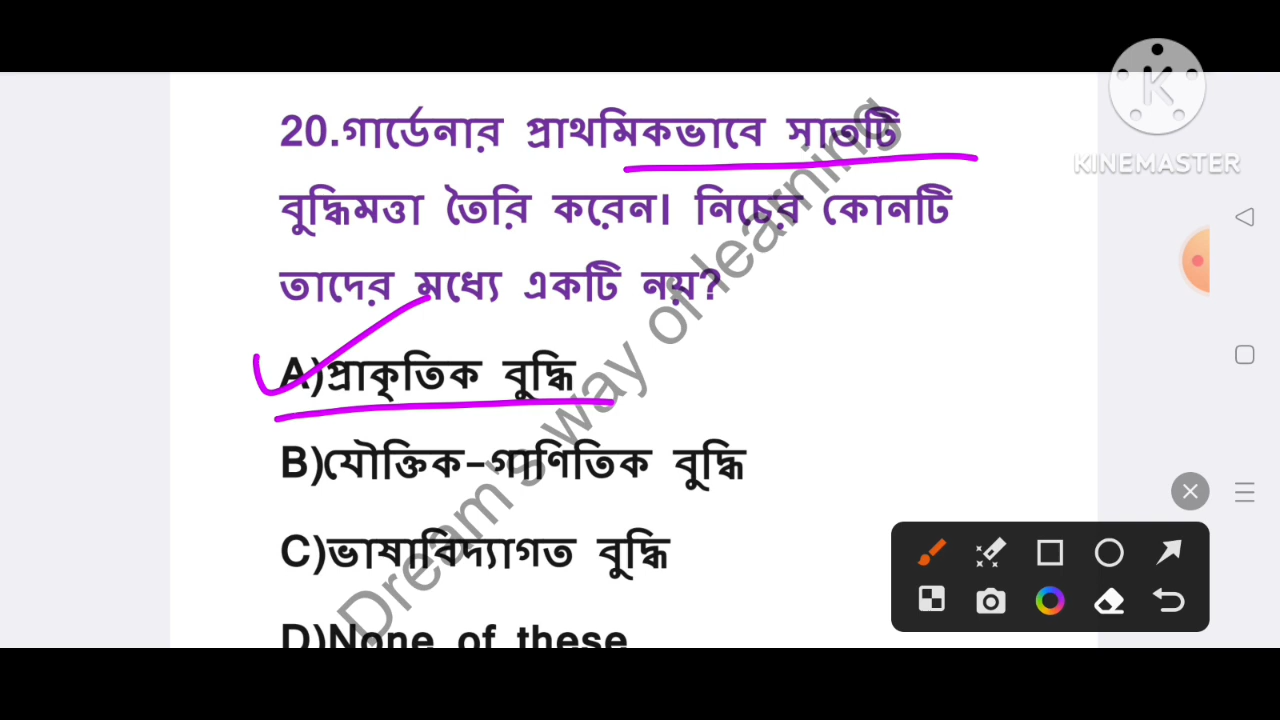 KINEMASTER
20.গার্ডেনার প্রাথমিকভাবে সাতটি
বুদ্ধিমত্তা তৈরি করেন। নিচের কোনটি
তাদের মধ্যে একটি নয়?
A)প্রাকৃতিক বুদ্ধি
B)যৌক্তিক-গাণিতিক বুদ্ধি
C)ভাষাবিদ্যাগত বুদ্ধি
D)None of these
Dream's way of learning